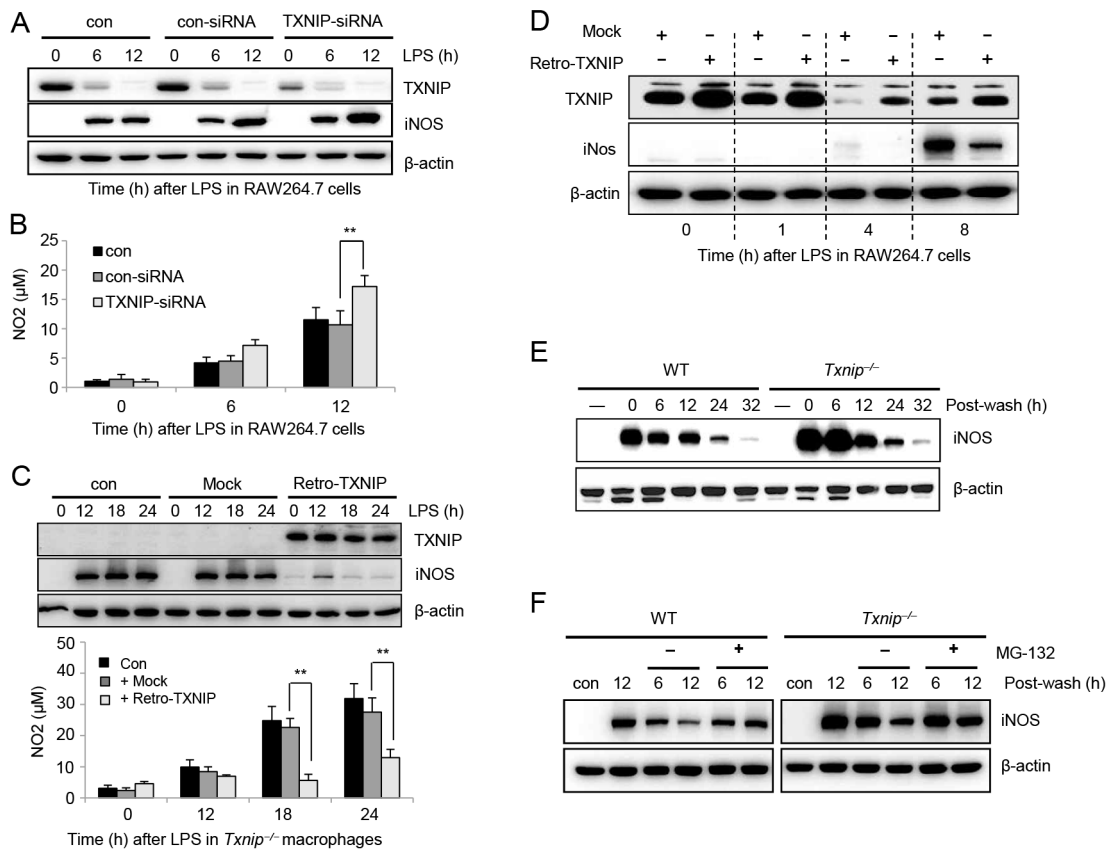 A
con con-siRNA TXNIP-siRNA
0 6 12 0 6 12 0 6 12 LPS (h)
TXNIP
iNOS
β-actin
Time (h) after LPS in RAW264.7 cells
B
25
20
15
10
5
0
NO2 (µM)
con
con-siRNA
TXNIP-siRNA
**
0 6 12
Time (h) after LPS in RAW264.7 cells
C
con Mock Retro-TXNIP
0 12 18 24 0 12 18 24 0 12 18 24 LPS (h)
TXNIP
iNOS
β-actin
50
40
30
20
10
0
NO2 (µM)
Con
+ Mock
+ Retro-TXNIP
** **
0 12 18 24
Time (h) after LPS in Txnip–/– macrophages
D
Mock + – + – + – + –
Retro-TXNIP – + – + – + – +
TXNIP
iNos
β-actin
0 1 4 8
Time (h) after LPS in RAW264.7 cells
E
WT Txnip–/–
— 0 6 12 24 32 — 0 6 12 24 32 Post-wash (h)
iNOS
β-actin
F
WT Txnip–/–
– + – + MG-132
con 12 6 12 6 12 con 12 6 12 6 12 Post-wash (h)
iNOS
β-actin